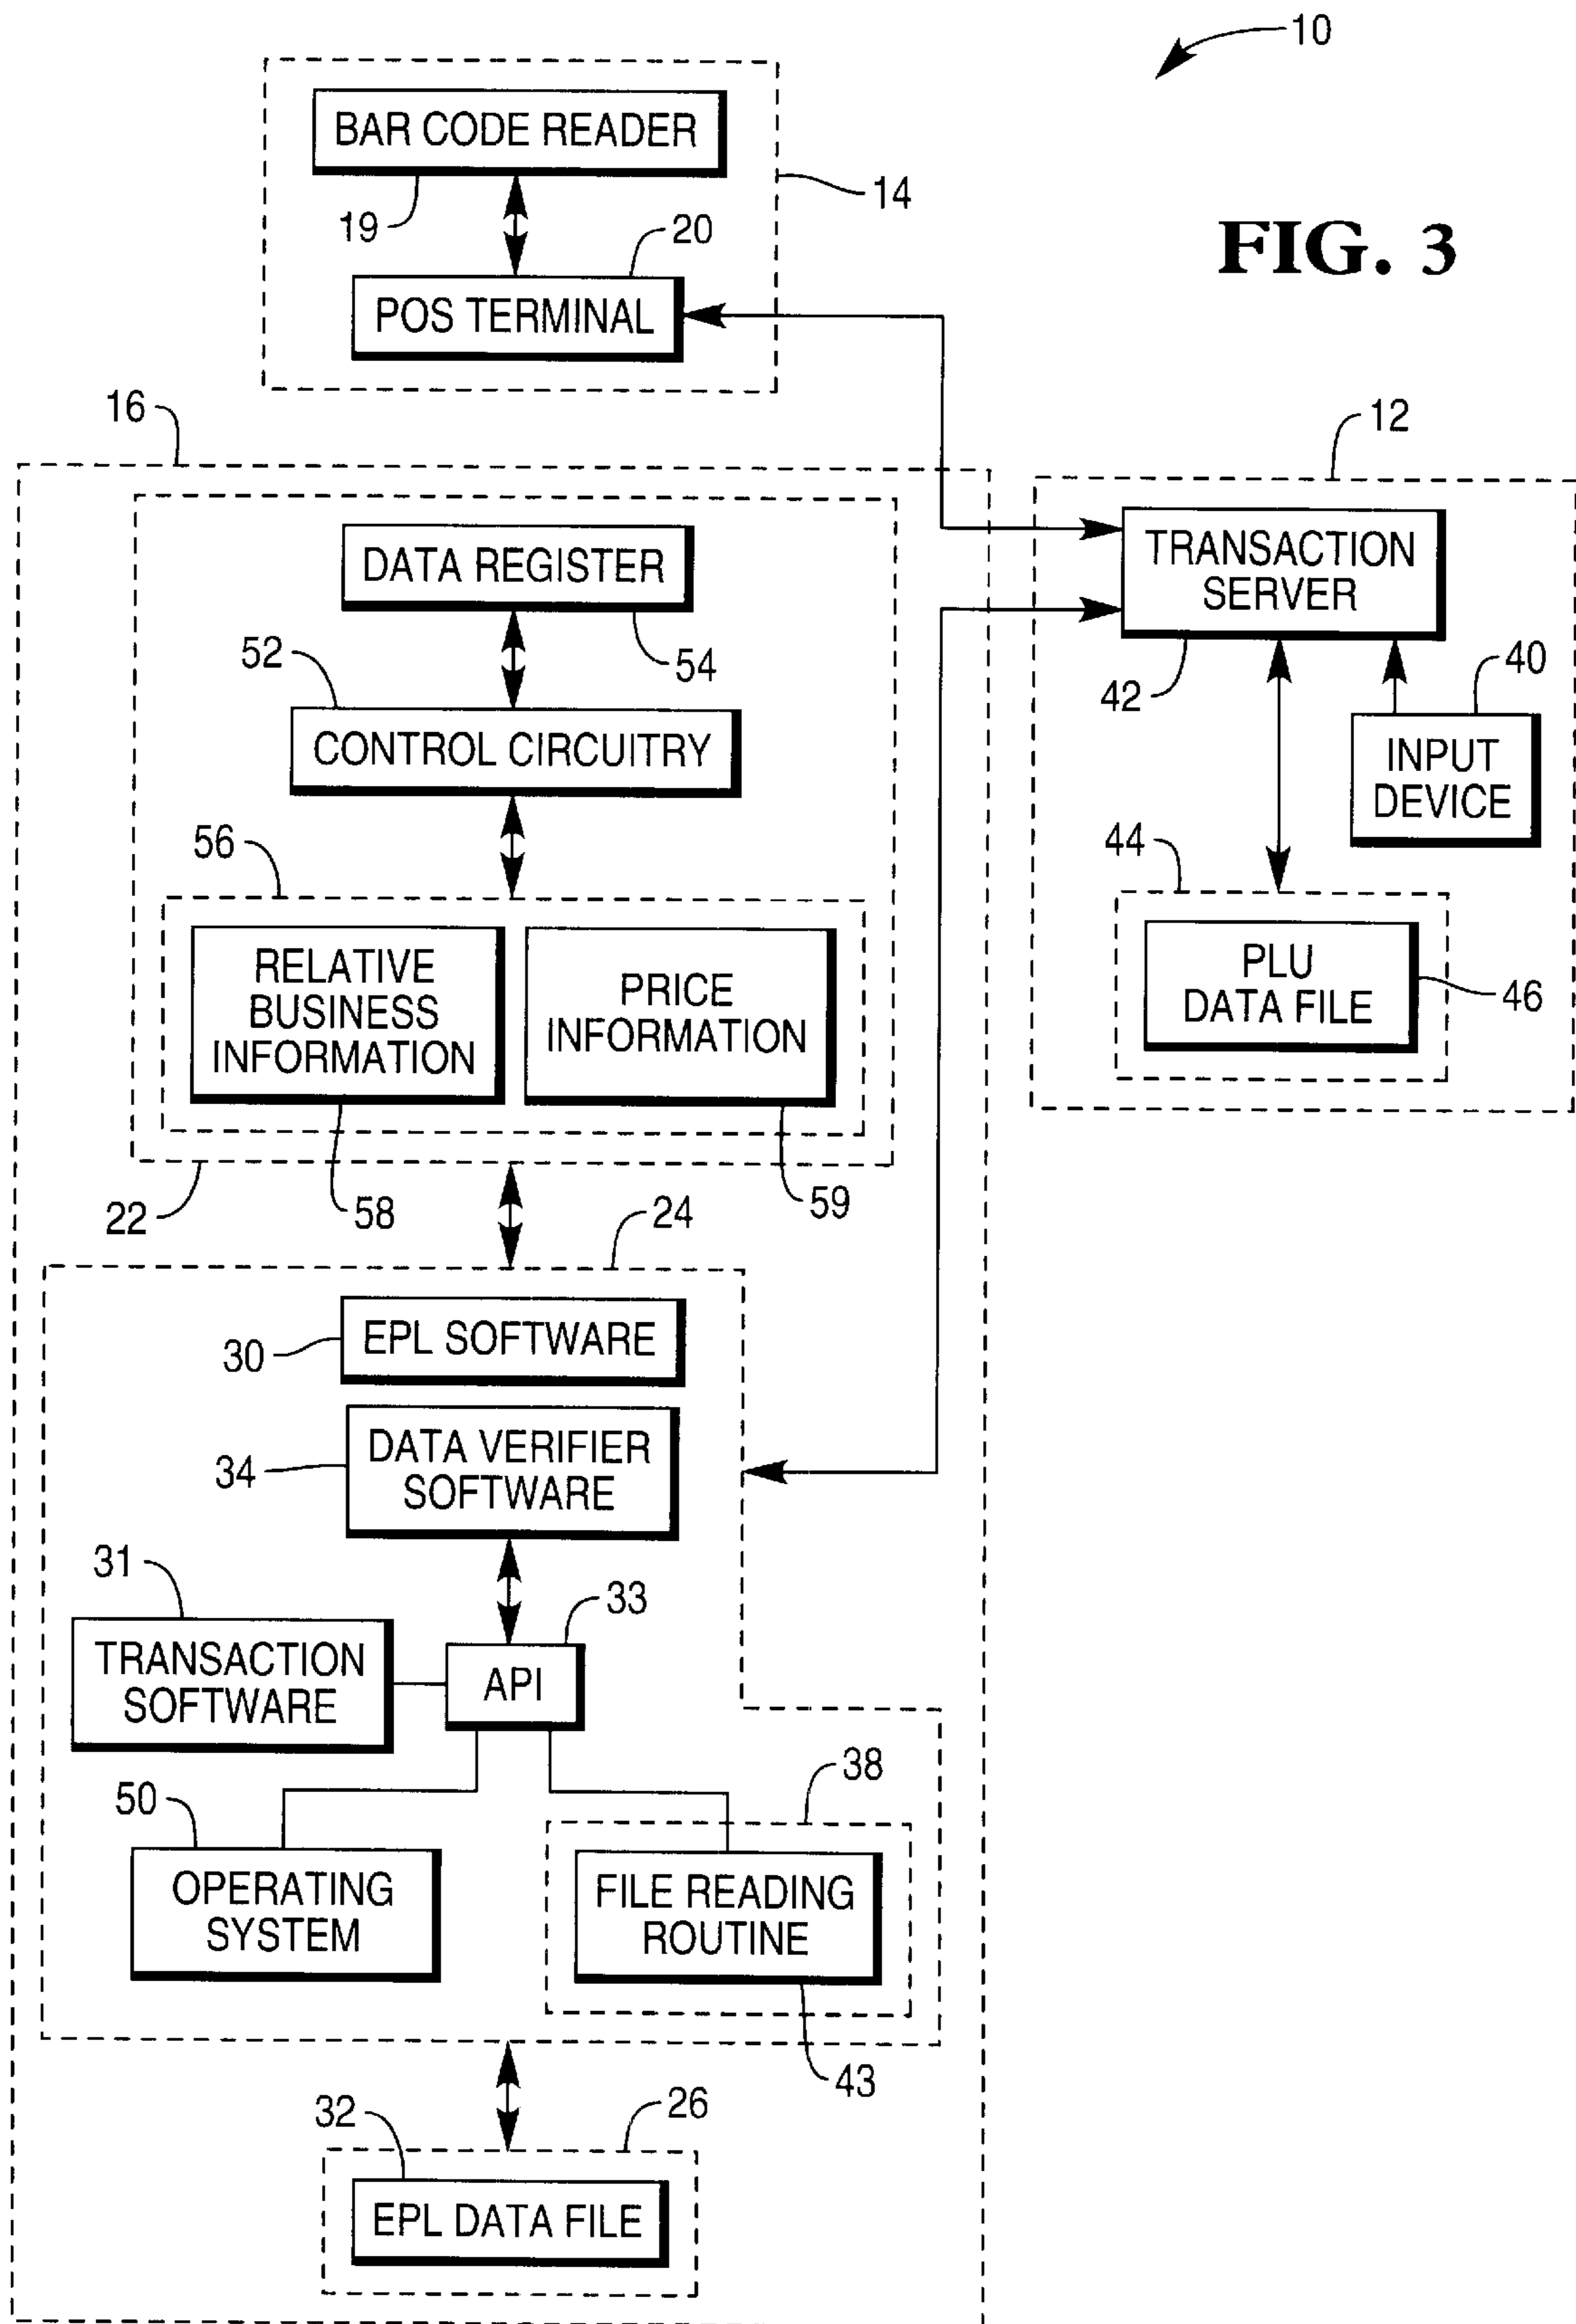 10
BAR CODE READER
14
19
20
FIG. 3
POS TERMINAL
16
12
DATA REGISTER
TRANSACTION
SERVER
52
54
42
40
CONTROL CIRCUITRY
INPUT
DEVICE
56
44
RELATIVE
BUSINESS
INFORMATION
PRICE
INFORMATION
PLU
DATA FILE
46
22
58
59
24
EPL SOFTWARE
30
DATA VERIFIER
SOFTWARE
34
31
33
TRANSACTION
SOFTWARE
API
38
50
OPERATING
SYSTEM
FILE READING
ROUTINE
43
32
26
EPL DATA FILE